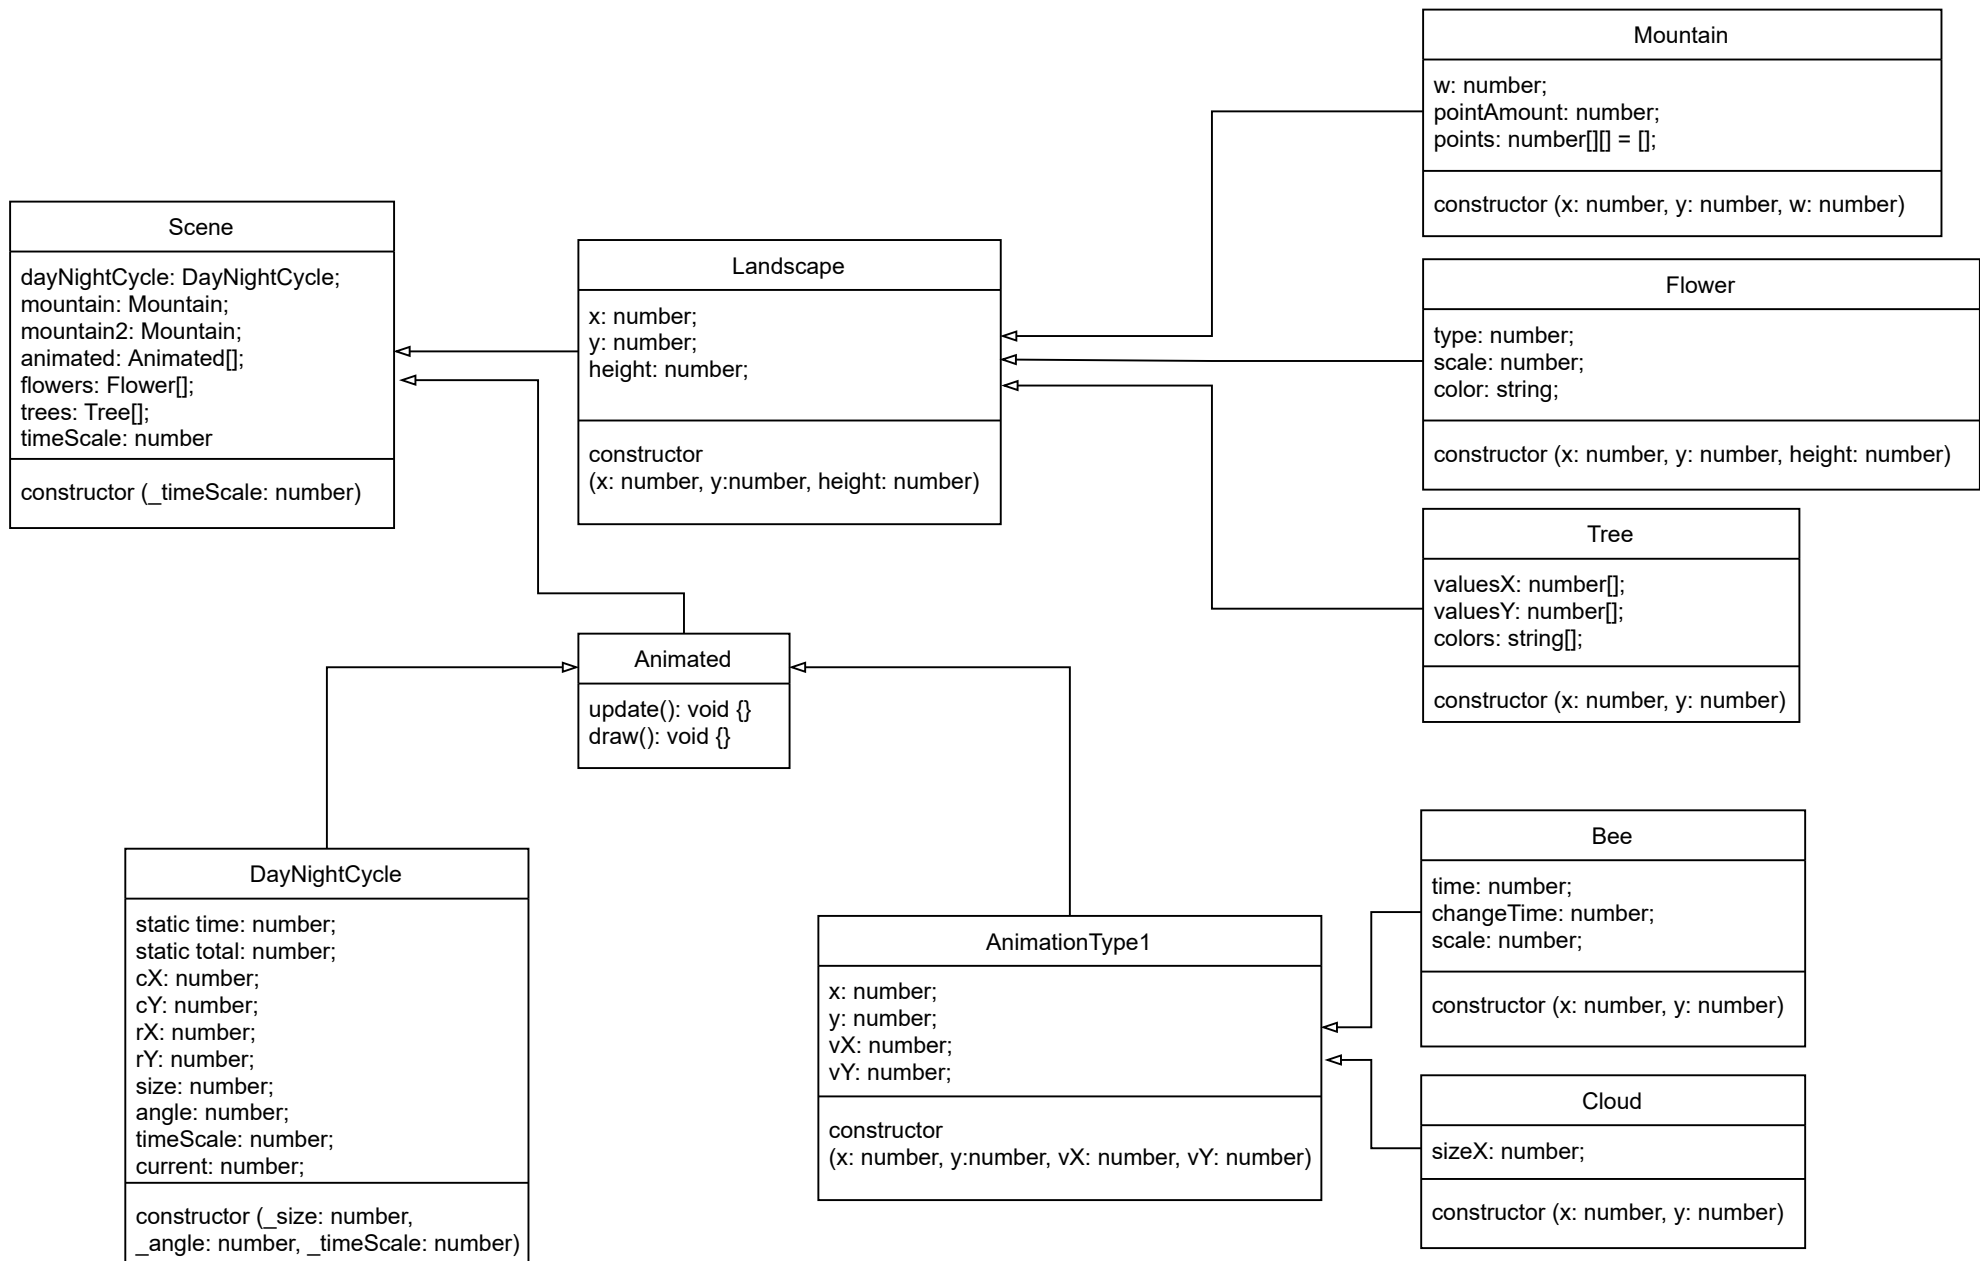 Mountain
w: number;
pointAmount: number;
points: number[][] = [];
constructor (x: number, y: number, w: number)
Scene
dayNightCycle: DayNightCycle;
mountain: Mountain;
mountain2: Mountain;
animated: Animated[];
flowers: Flower[];
trees: Tree[];
timeScale: number
constructor (_timeScale: number)
Landscape
x: number;
y: number;
height: number;
constructor
(x: number, y:number, height: number)
Flower
type: number;
scale: number;
color: string;
constructor (x: number, y: number, height: number)
Tree
valuesX: number[];
valuesY: number[];
colors: string[];
constructor (x: number, y: number)
Animated
update(): void {}
draw(): void {}
DayNightCycle
static time: number;
static total: number;
cX: number;
cY: number;
rX: number;
rY: number;
size: number;
angle: number;
timeScale: number;
current: number;
constructor (_size: number,
_angle: number, _timeScale: number)
AnimationType1
x: number;
y: number;
vX: number;
vY: number;
constructor
(x: number, y:number, vX: number, vY: number)
Bee
time: number;
changeTime: number;
scale: number;
constructor (x: number, y: number)
Cloud
sizeX: number;
constructor (x: number, y: number)